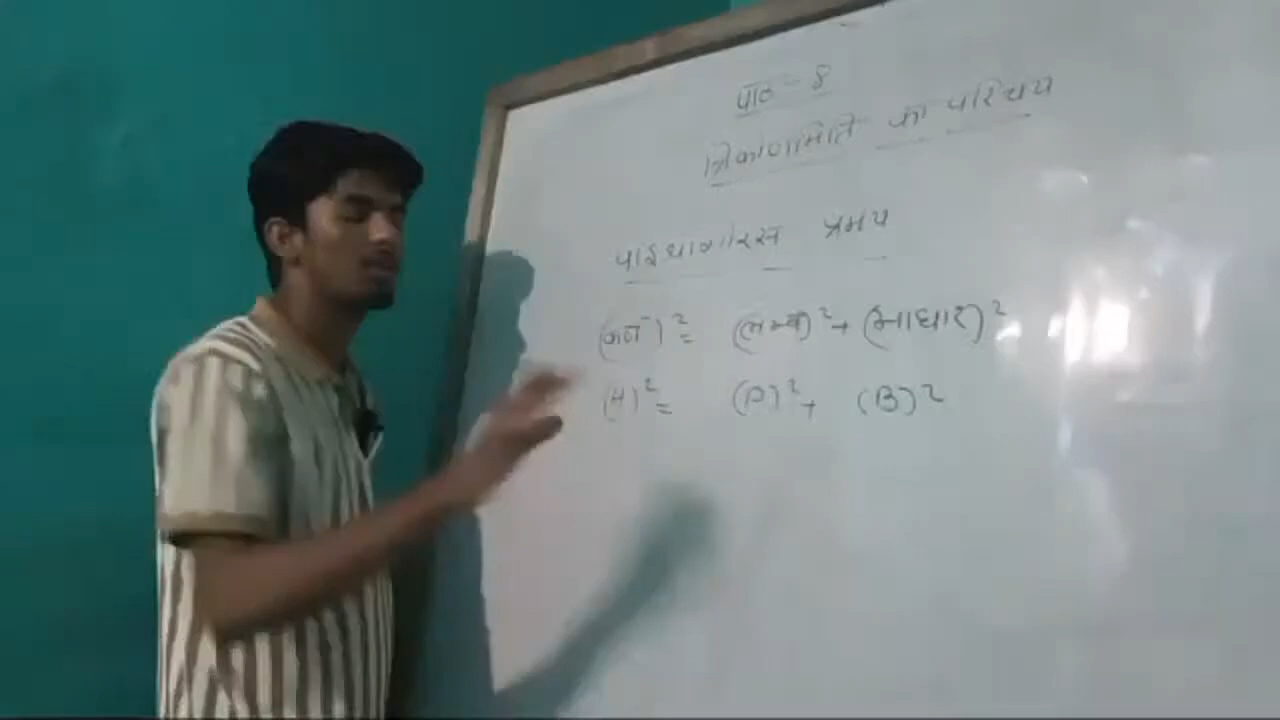 पाठ - 8
त्रिकोणमिति का परिचय
पाइथागोरस प्रमेय
(कर्ण)² = (लम्ब)² + (आधार)²
(H)² = (P)² + (B)²